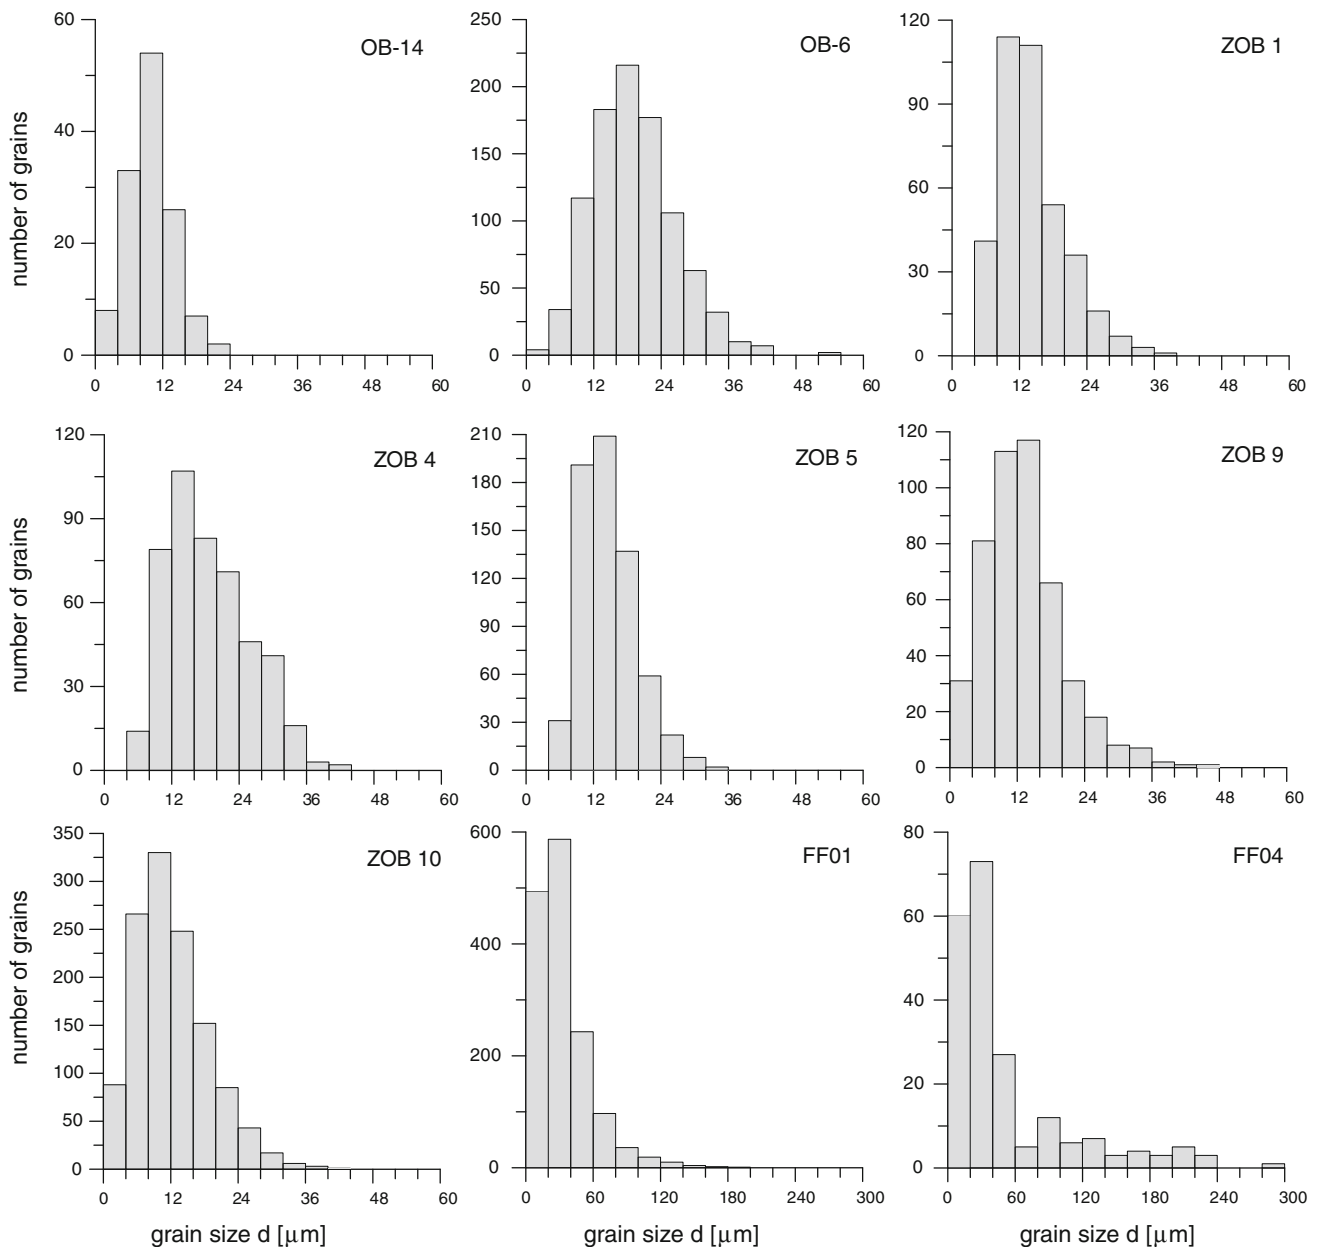 OB-14
60
40
20
0
0 12 24 36 48 60
number of grains
OB-6
250
200
150
100
50
0
0 12 24 36 48 60
ZOB 1
120
90
60
30
0
0 12 24 36 48 60
ZOB 4
120
90
60
30
0
0 12 24 36 48 60
number of grains
ZOB 5
210
180
150
120
90
60
30
0
0 12 24 36 48 60
ZOB 9
120
100
80
60
40
20
0
0 12 24 36 48 60
ZOB 10
350
300
250
200
150
100
50
0
0 12 24 36 48 60
number of grains
grain size d [μm]
FF01
600
400
200
0
0 60 120 180 240 300
grain size d [μm]
FF04
80
60
40
20
0
0 60 120 180 240 300
grain size d [μm]